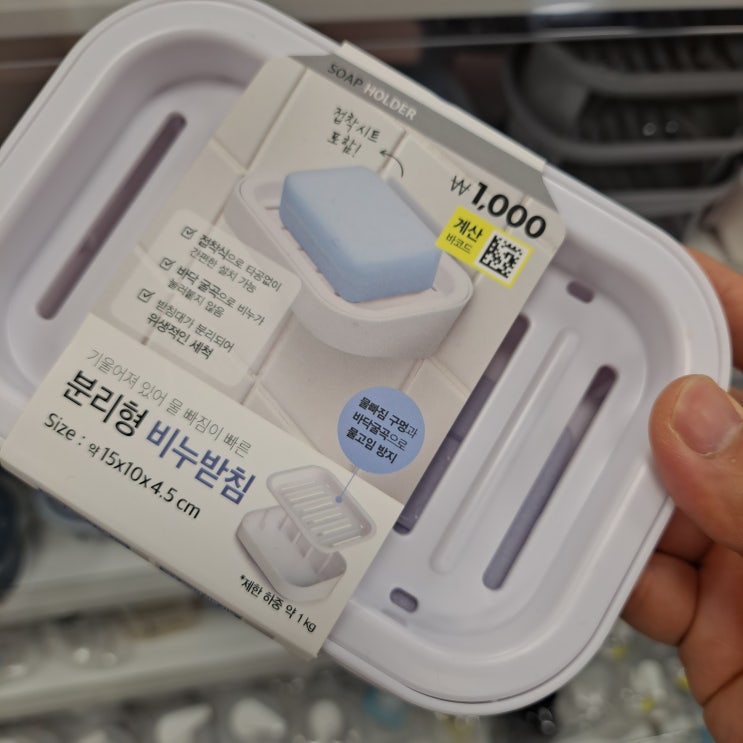 SOAP HOLDER
접착시트
포함!
₩1,000
계산
바코드
접착식으로 타공없이
간편한 설치 가능
바닥 굴곡으로 비누가
눌러붙지 않음
받침대가 분리되어
위생적인 세척
기울어져 있어 물 빠짐이 빠른
분리형 비누받침
Size : 약 15x10x4.5 cm
물빠짐 구멍과
바닥굴곡으로
물고임 방지
*제한 하중 약 1kg